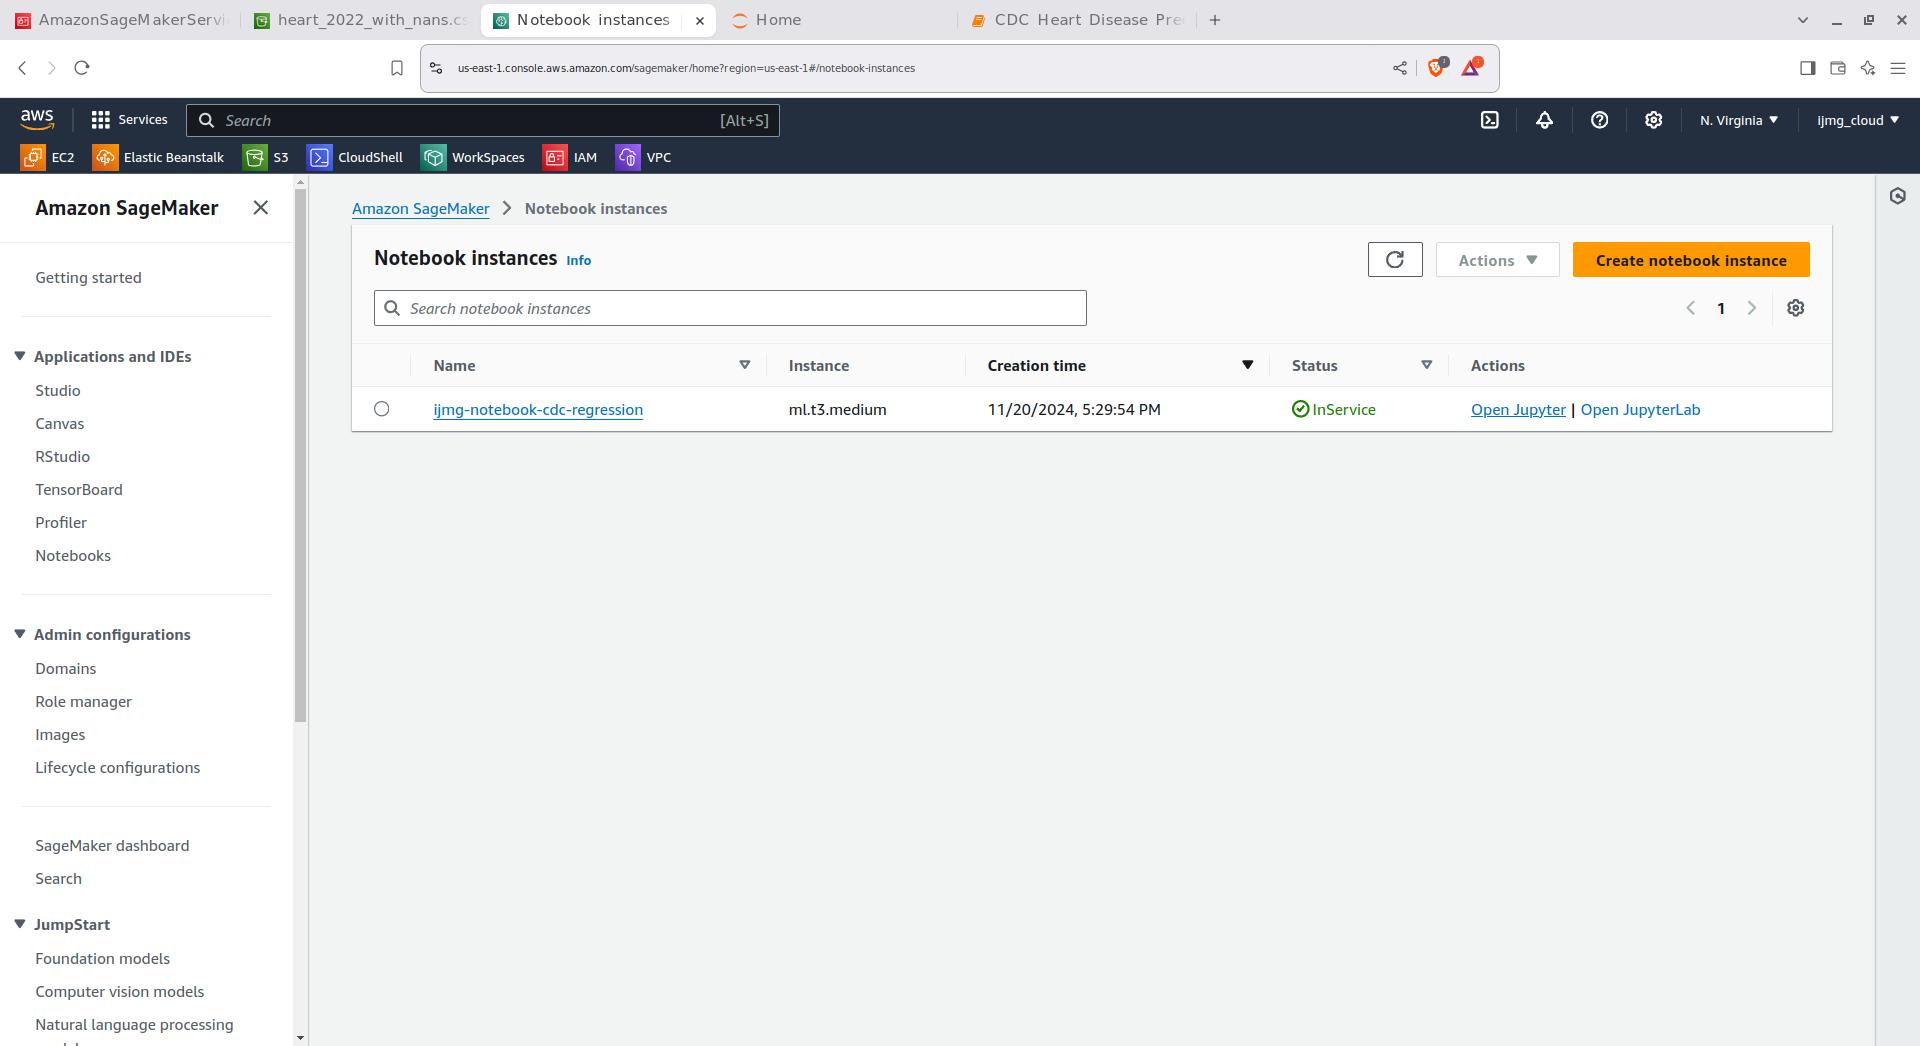 AmazonSageMakerServi
heart_2022_with_nans.cs
Notebook instances
Home
CDC Heart Disease Pre
us-east-1.console.aws.amazon.com/sagemaker/home?region=us-east-1#/notebook-instances
aws
Services
Search
[Alt+S]
N. Virginia
ijmg_cloud
EC2
Elastic Beanstalk
S3
CloudShell
WorkSpaces
IAM
VPC
Amazon SageMaker
Getting started
Applications and IDEs
Studio
Canvas
RStudio
TensorBoard
Profiler
Notebooks
Admin configurations
Domains
Role manager
Images
Lifecycle configurations
SageMaker dashboard
Search
JumpStart
Foundation models
Computer vision models
Natural language processing
Amazon SageMaker > Notebook instances
Notebook instances Info
Actions
Create notebook instance
Search notebook instances
1
Name Instance Creation time Status Actions
ijmg-notebook-cdc-regression ml.t3.medium 11/20/2024, 5:29:54 PM InService Open Jupyter | Open JupyterLab